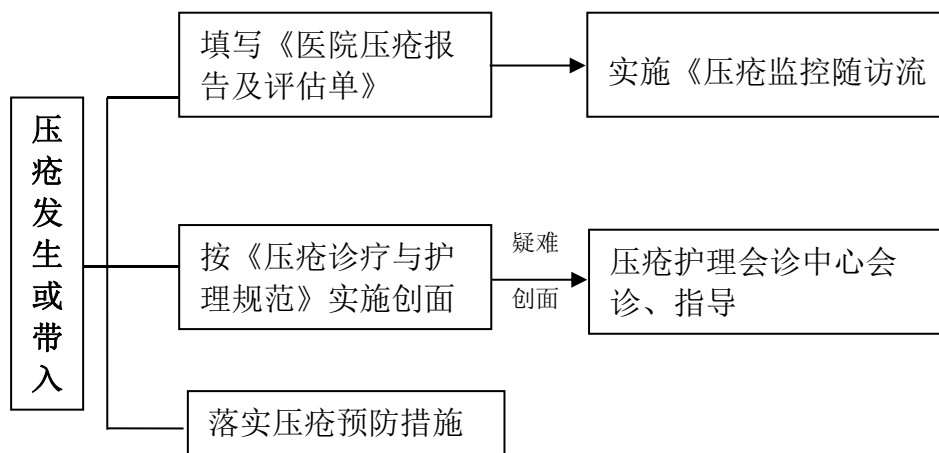 压疮发生或带入
填写《医院压疮报
告及评估单》
实施《压疮监控随访流
按《压疮诊疗与护
理规范》实施创面
疑难
创面
压疮护理会诊中心会
诊、指导
落实压疮预防措施